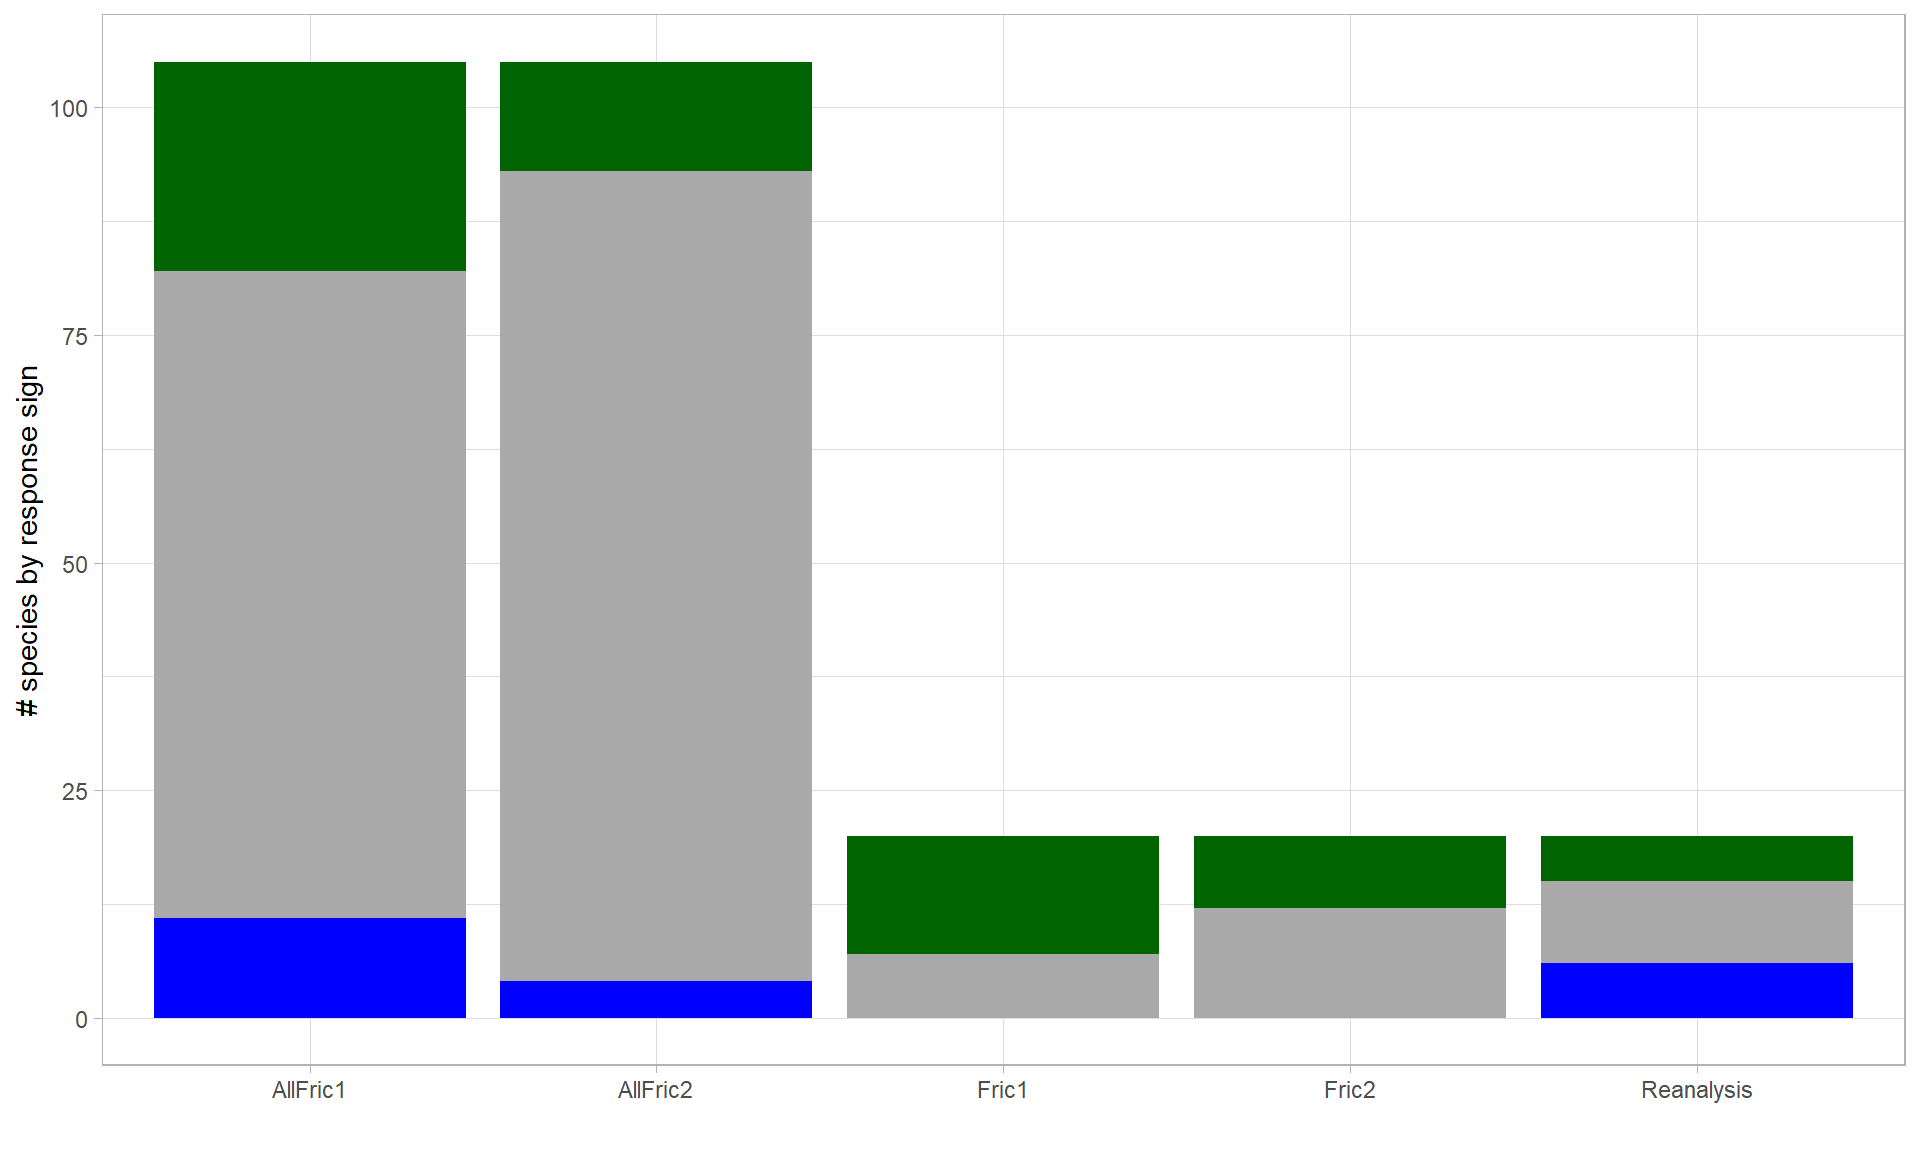 # species by response sign
100
75
50
25
0
AllFric1
AllFric2
Fric1
Fric2
Reanalysis